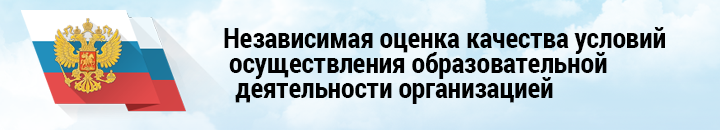 Независимая оценка качества условий
осуществления образовательной
деятельности организацией